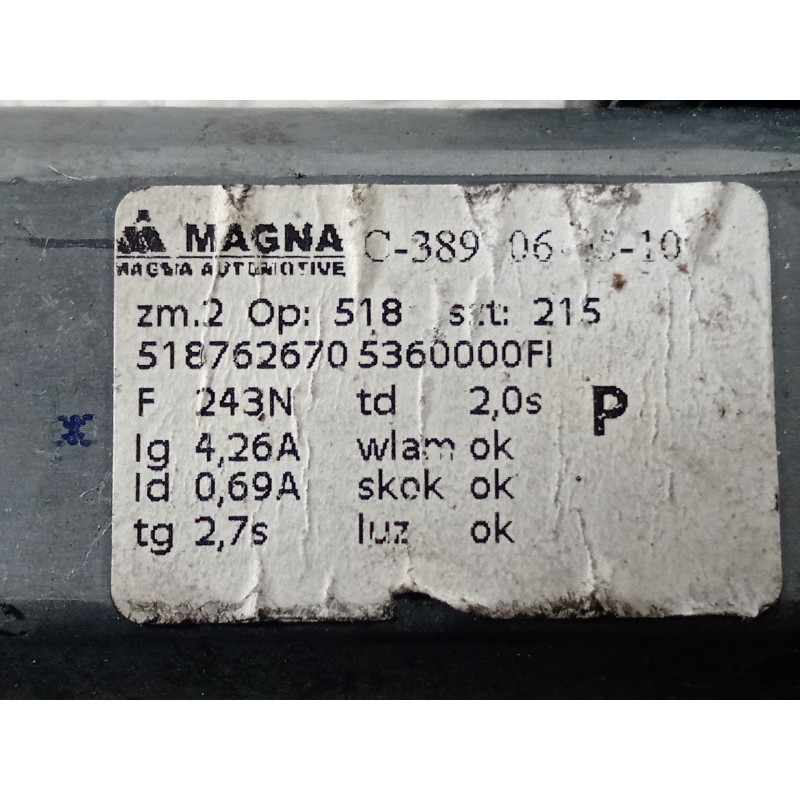 MAGNA C-389
MAGNA AUTOMOTIVE
zm.2 Op: 518 szt: 215
518762670 5360000FI
F 243N td 2,0s P
Ig 4,26A wlam ok
Id 0,69A skok ok
tg 2,7s luz ok